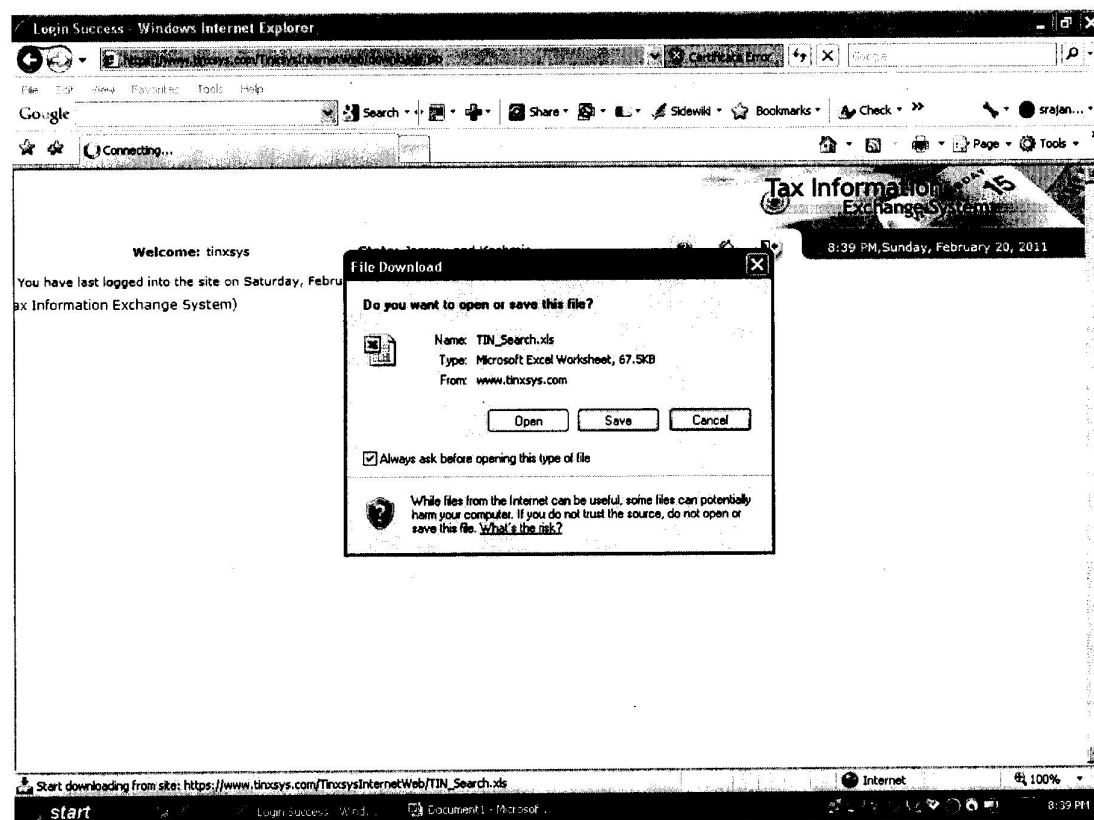 Login Success - Windows Internet Explorer
Certificate Error
File Edit View Favorites Tools Help
Google Search Share Sidewiki Bookmarks Check srajan...
Connecting... Page Tools
Tax Information
Exchange System
Welcome: tinxsys
8:39 PM,Sunday, February 20, 2011
You have last logged into the site on Saturday, Febru
ax Information Exchange System)
File Download
Do you want to open or save this file?
Name: TIN_Search.xls
Type: Microsoft Excel Worksheet, 67.5KB
From: www.tinxsys.com
Open Save Cancel
Always ask before opening this type of file
While files from the Internet can be useful, some files can potentially
harm your computer. If you do not trust the source, do not open or
save this file. What's the risk?
Start downloading from site: https://www.tinxsys.com/TinxsysInternetWeb/TIN_Search.xls Internet 100%
start Login Success - Wind... Document1 - Microsof... 8:39 PM